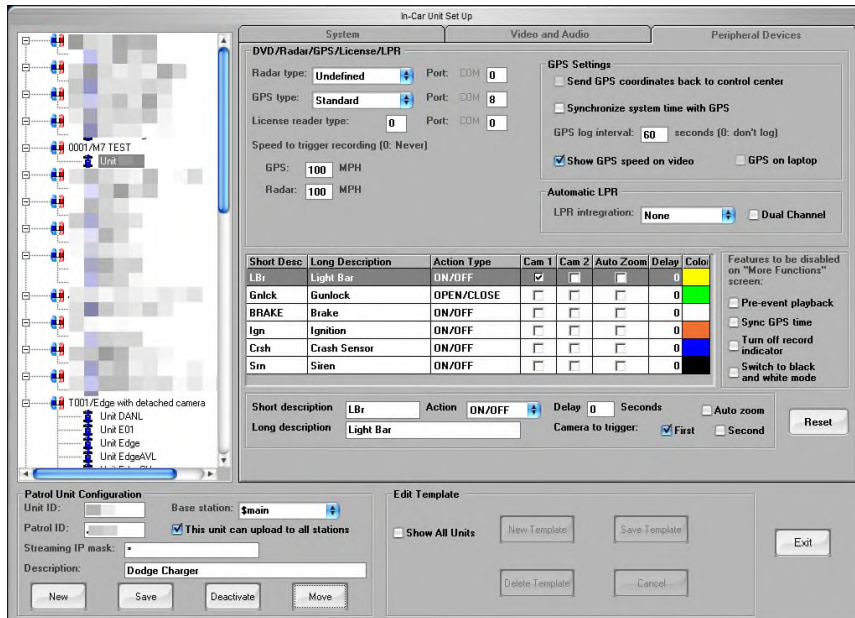 In-Car Unit Set Up
System Video and Audio Peripheral Devices
0001/M7 TEST
Unit
T001/Edge with detached camera
Unit DANL
Unit E01
Unit Edge
Unit EdgeAVL
DVD/Radar/GPS/License/LPR
Radar type: Undefined Port: COM 0
GPS type: Standard Port: COM 8
License reader type: 0 Port: COM 0
Speed to trigger recording (0: Never)
GPS: 100 MPH
Radar: 100 MPH
GPS Settings
Send GPS coordinates back to control center
Synchronize system time with GPS
GPS log interval: 60 seconds (0: don't log)
Show GPS speed on video GPS on laptop
Automatic LPR
LPR intregration: None Dual Channel
Short Desc Long Description Action Type Cam 1 Cam 2 Auto Zoom Delay Color
LBr Light Bar ON/OFF 0
Gnlck Gunlock OPEN/CLOSE 0
BRAKE Brake ON/OFF 0
Ign Ignition ON/OFF 0
Crsh Crash Sensor ON/OFF 0
Srn Siren ON/OFF 0
Features to be disabled
on "More Functions"
screen:
Pre-event playback
Sync GPS time
Turn off record
indicator
Switch to black
and white mode
Short description LBr Action ON/OFF Delay 0 Seconds Auto zoom
Long description Light Bar Camera to trigger: First Second
Reset
Patrol Unit Configuration
Unit ID: Base station: $main
Patrol ID: This unit can upload to all stations
Streaming IP mask: *
Description: Dodge Charger
New Save Deactivate Move
Edit Template
Show All Units New Template Save Template
Delete Template Cancel
Exit